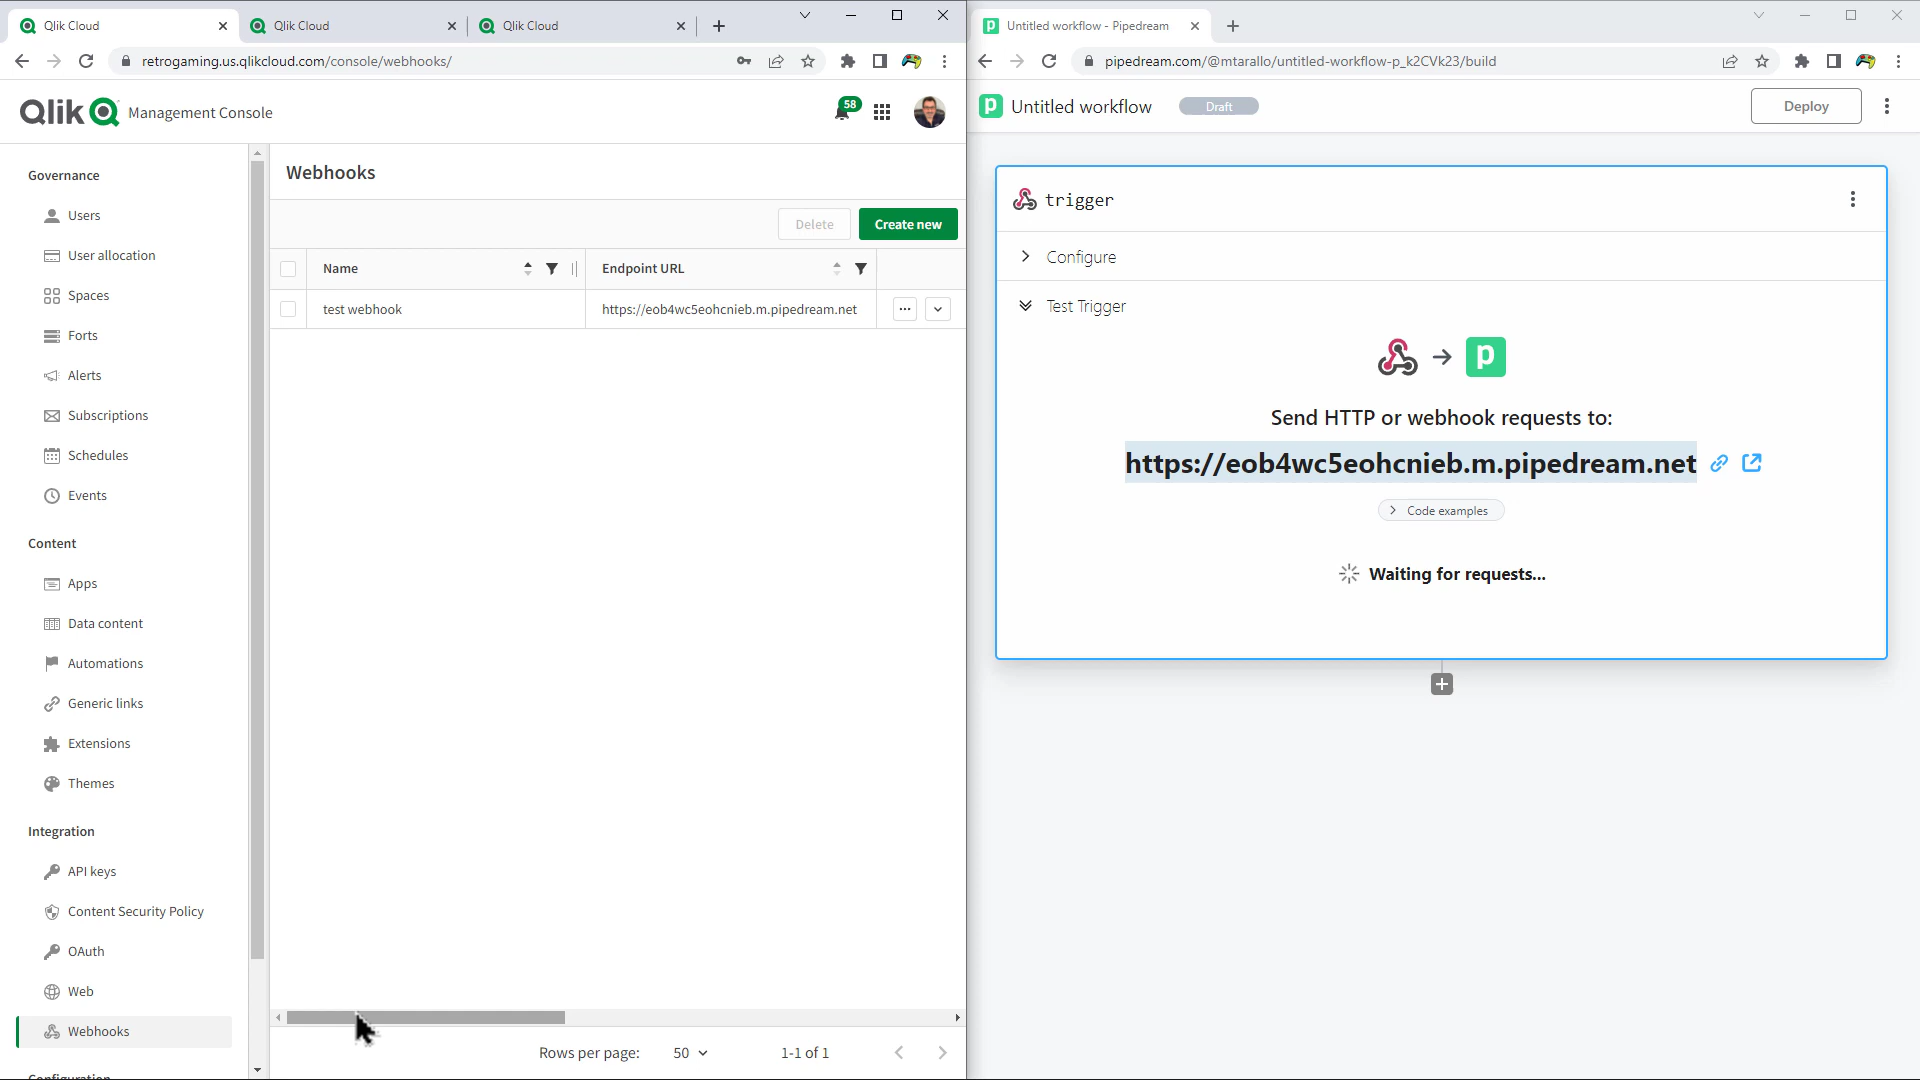 Qlik Cloud
Qlik Cloud
Qlik Cloud
retrogaming.us.qlikcloud.com/console/webhooks/
Qlik
Management Console
58
Governance
Users
User allocation
Spaces
Forts
Alerts
Subscriptions
Schedules
Events
Content
Apps
Data content
Automations
Generic links
Extensions
Themes
Integration
API keys
Content Security Policy
OAuth
Web
Webhooks
Configuration
Webhooks
Delete
Create new
Name
Endpoint URL
test webhook
https://eob4wc5eohcnieb.m.pipedream.net
Rows per page:
50
1-1 of 1
Untitled workflow - Pipedream
pipedream.com/@mtarallo/untitled-workflow-p_k2CVk23/build
p
Untitled workflow
Draft
Deploy
trigger
Configure
Test Trigger
p
Send HTTP or webhook requests to:
https://eob4wc5eohcnieb.m.pipedream.net
Code examples
Waiting for requests...